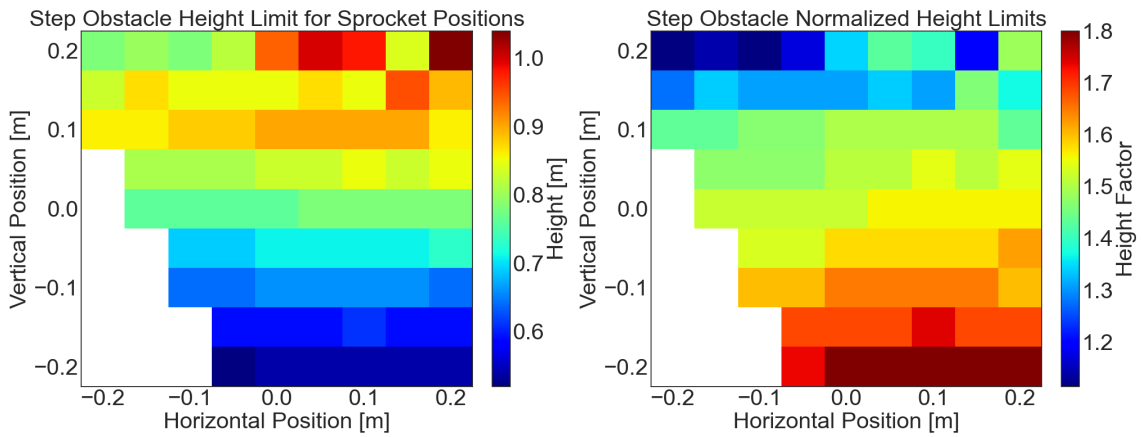 Step Obstacle Height Limit for Sprocket Positions
0.2
0.1
0.0
−0.1
−0.2
Vertical Position [m]
−0.2 −0.1 0.0 0.1 0.2
Horizontal Position [m]
1.0
0.9
0.8
0.7
0.6
Height [m]
Step Obstacle Normalized Height Limits
0.2
0.1
0.0
−0.1
−0.2
Vertical Position [m]
−0.2 −0.1 0.0 0.1 0.2
Horizontal Position [m]
1.8
1.7
1.6
1.5
1.4
1.3
1.2
Height Factor